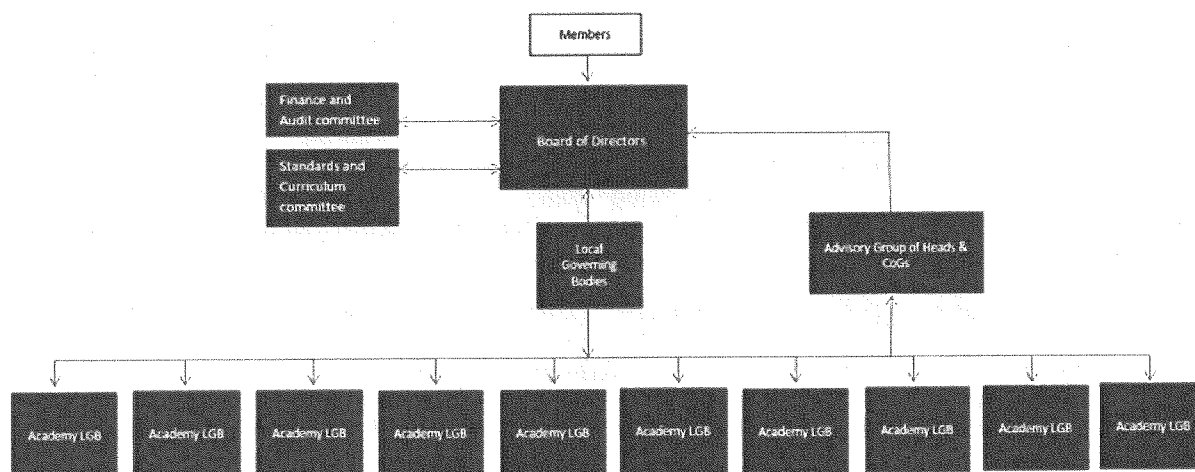 Members
Finance and
Audit committee
Board of Directors
Standards and
Curriculum
committee
Local
Governing
Bodies
Advisory Group of Heads &
CoGs
Academy LGB
Academy LGB
Academy LGB
Academy LGB
Academy LGB
Academy LGB
Academy LGB
Academy LGB
Academy LGB
Academy LGB